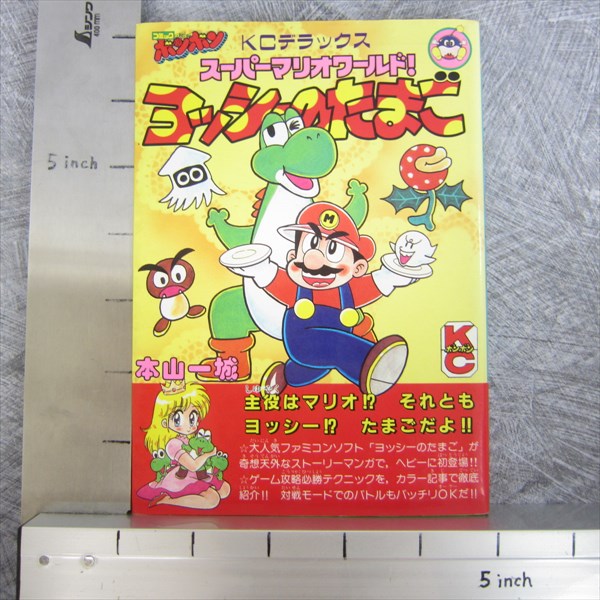 シンワ
5 inch
コミック
ボンボン
KCデラックス
スーパーマリオワールド!
ヨッシーのたまご
M
KC
ボンボン
本山一城
主役はマリオ!? それとも
ヨッシー!? たまごだよ!!
☆大人気ファミコンソフト「ヨッシーのたまご」が
奇想天外なストーリーマンガで,ヘビーに初登場!!
☆ゲーム攻略必勝テクニックを,カラー記事で徹底
紹介!! 対戦モードでのバトルもバッチリOKだ!!
5 inch